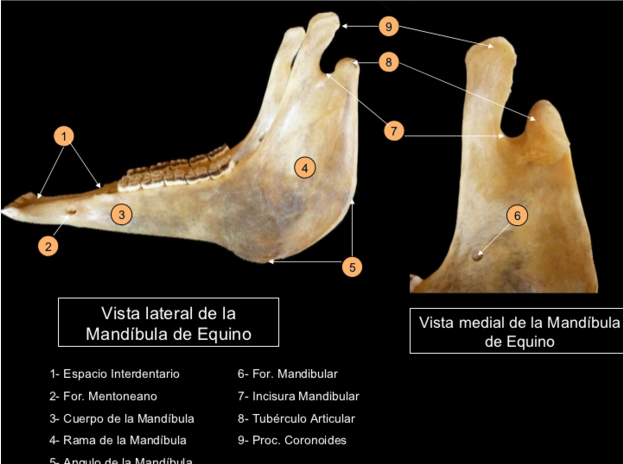 9
8
1
7
4
3
6
2
5
Vista lateral de la
Mandíbula de Equino
Vista medial de la Mandíbula
de Equino
1- Espacio Interdentario
2- For. Mentoneano
3- Cuerpo de la Mandíbula
4- Rama de la Mandíbula
5- Angulo de la Mandíbula
6- For. Mandibular
7- Incisura Mandibular
8- Tubérculo Articular
9- Proc. Coronoides